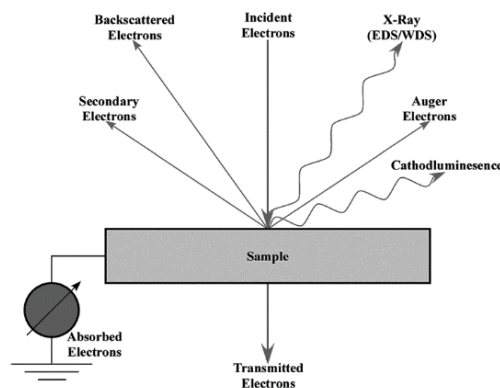 Backscattered
Electrons
Incident
Electrons
X-Ray
(EDS/WDS)
Secondary
Electrons
Auger
Electrons
Cathodluminesence
Sample
Absorbed
Electrons
Transmitted
Electrons